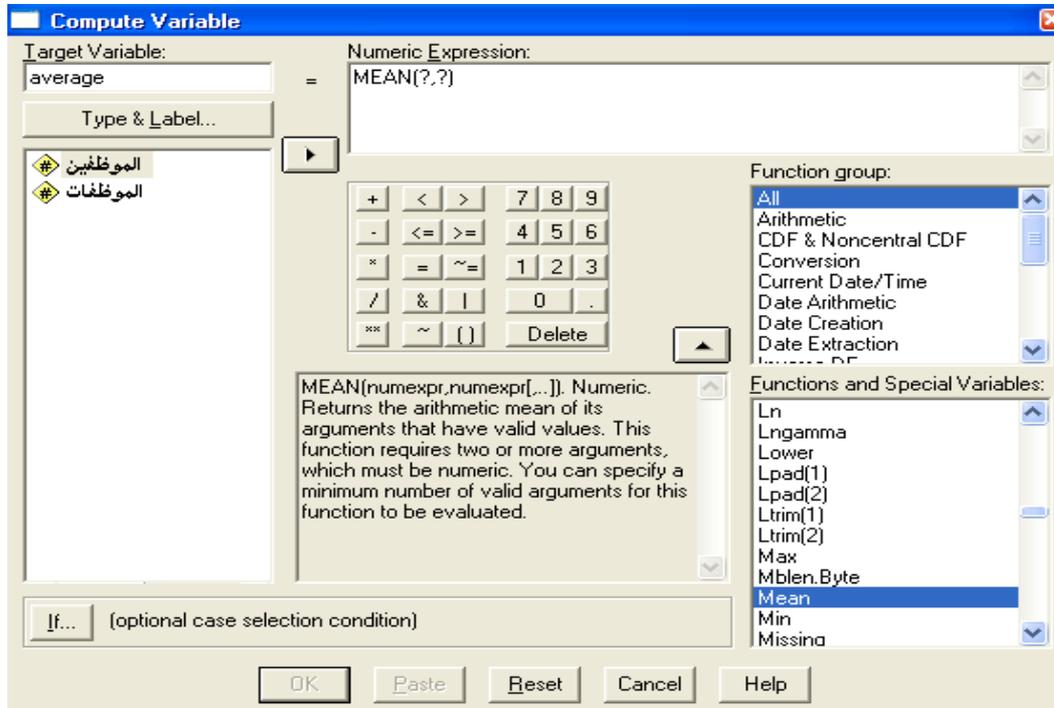 Compute Variable
Target Variable:
average
=
Numeric Expression:
MEAN(?,?)
Type & Label...
الموظفين
الموظفات
+ < > 7 8 9
- <= >= 4 5 6
* = ~= 1 2 3
/ & | 0 .
** ~ ( ) Delete
Function group:
All
Arithmetic
CDF & Noncentral CDF
Conversion
Current Date/Time
Date Arithmetic
Date Creation
Date Extraction
Inverse DF
MEAN(numexpr,numexpr[,..]). Numeric.
Returns the arithmetic mean of its
arguments that have valid values. This
function requires two or more arguments,
which must be numeric. You can specify a
minimum number of valid arguments for this
function to be evaluated.
Functions and Special Variables:
Ln
Lngamma
Lower
Lpad(1)
Lpad(2)
Ltrim(1)
Ltrim(2)
Max
Mblen.Byte
Mean
Min
Missing
If... (optional case selection condition)
OK Paste Reset Cancel Help